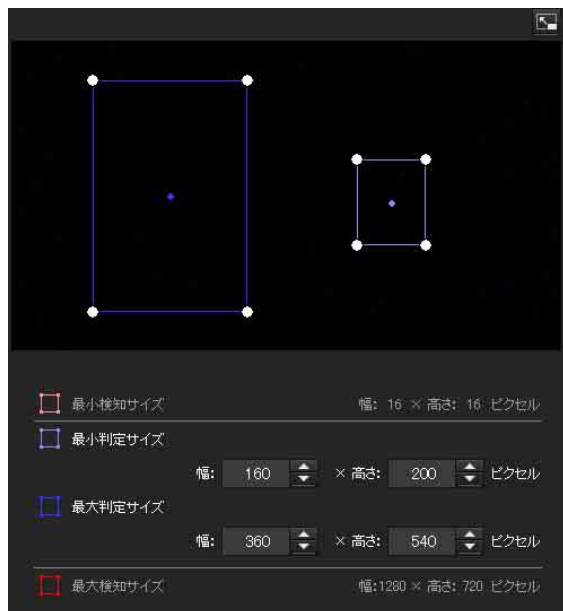 最小検知サイズ 幅: 16 × 高さ: 16 ピクセル
最小判定サイズ
幅: 160 × 高さ: 200 ピクセル
最大判定サイズ
幅: 360 × 高さ: 540 ピクセル
最大検知サイズ 幅:1280 × 高さ: 720 ピクセル